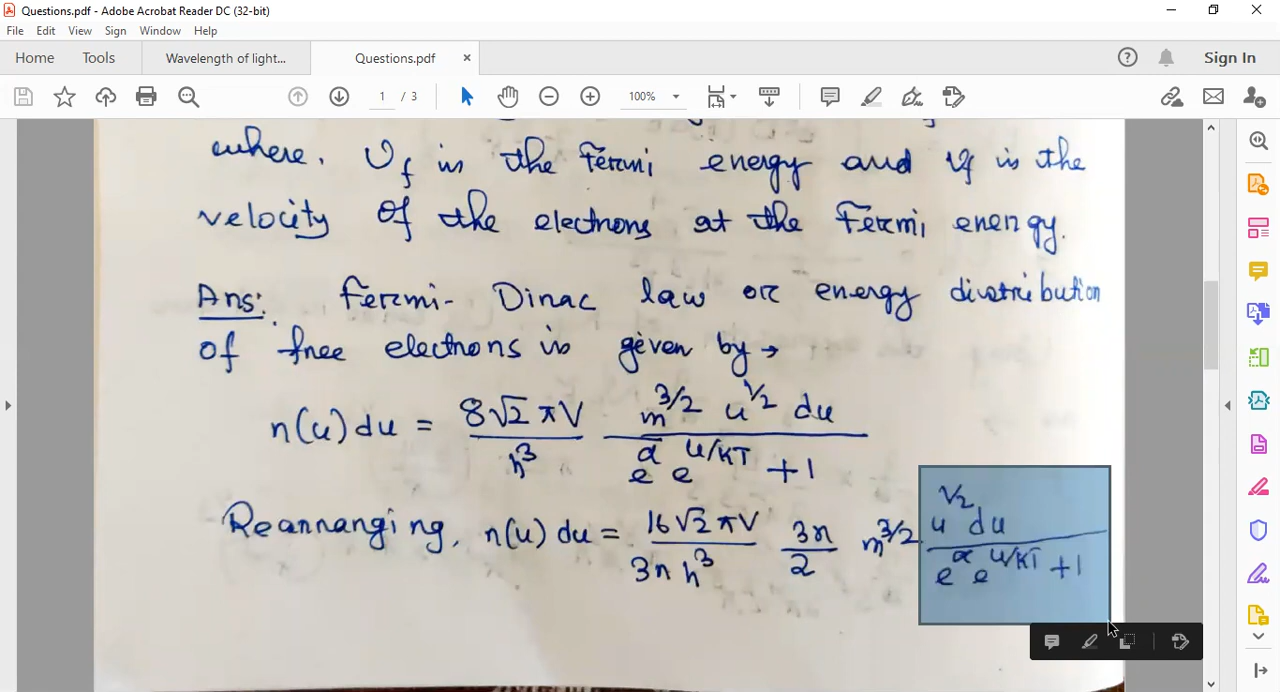 Questions.pdf - Adobe Acrobat Reader DC (32-bit)
File Edit View Sign Window Help
Home Tools Wavelength of light... Questions.pdf × Sign In
1 / 3 100%
where, U_f is the Fermi energy and v_f is the
velocity of the electrons at the Fermi energy.
Ans: Fermi-Dirac law or energy distribution
of free electrons is given by →
n(u) du = 8√2 πV / h³ m^3/2 u^1/2 du / e^α e^u/KT + 1
Rearranging, n(u) du = 16√2 πV / 3n h³ 3n / 2 m^3/2 . u^1/2 du / e^α e^u/KT + 1